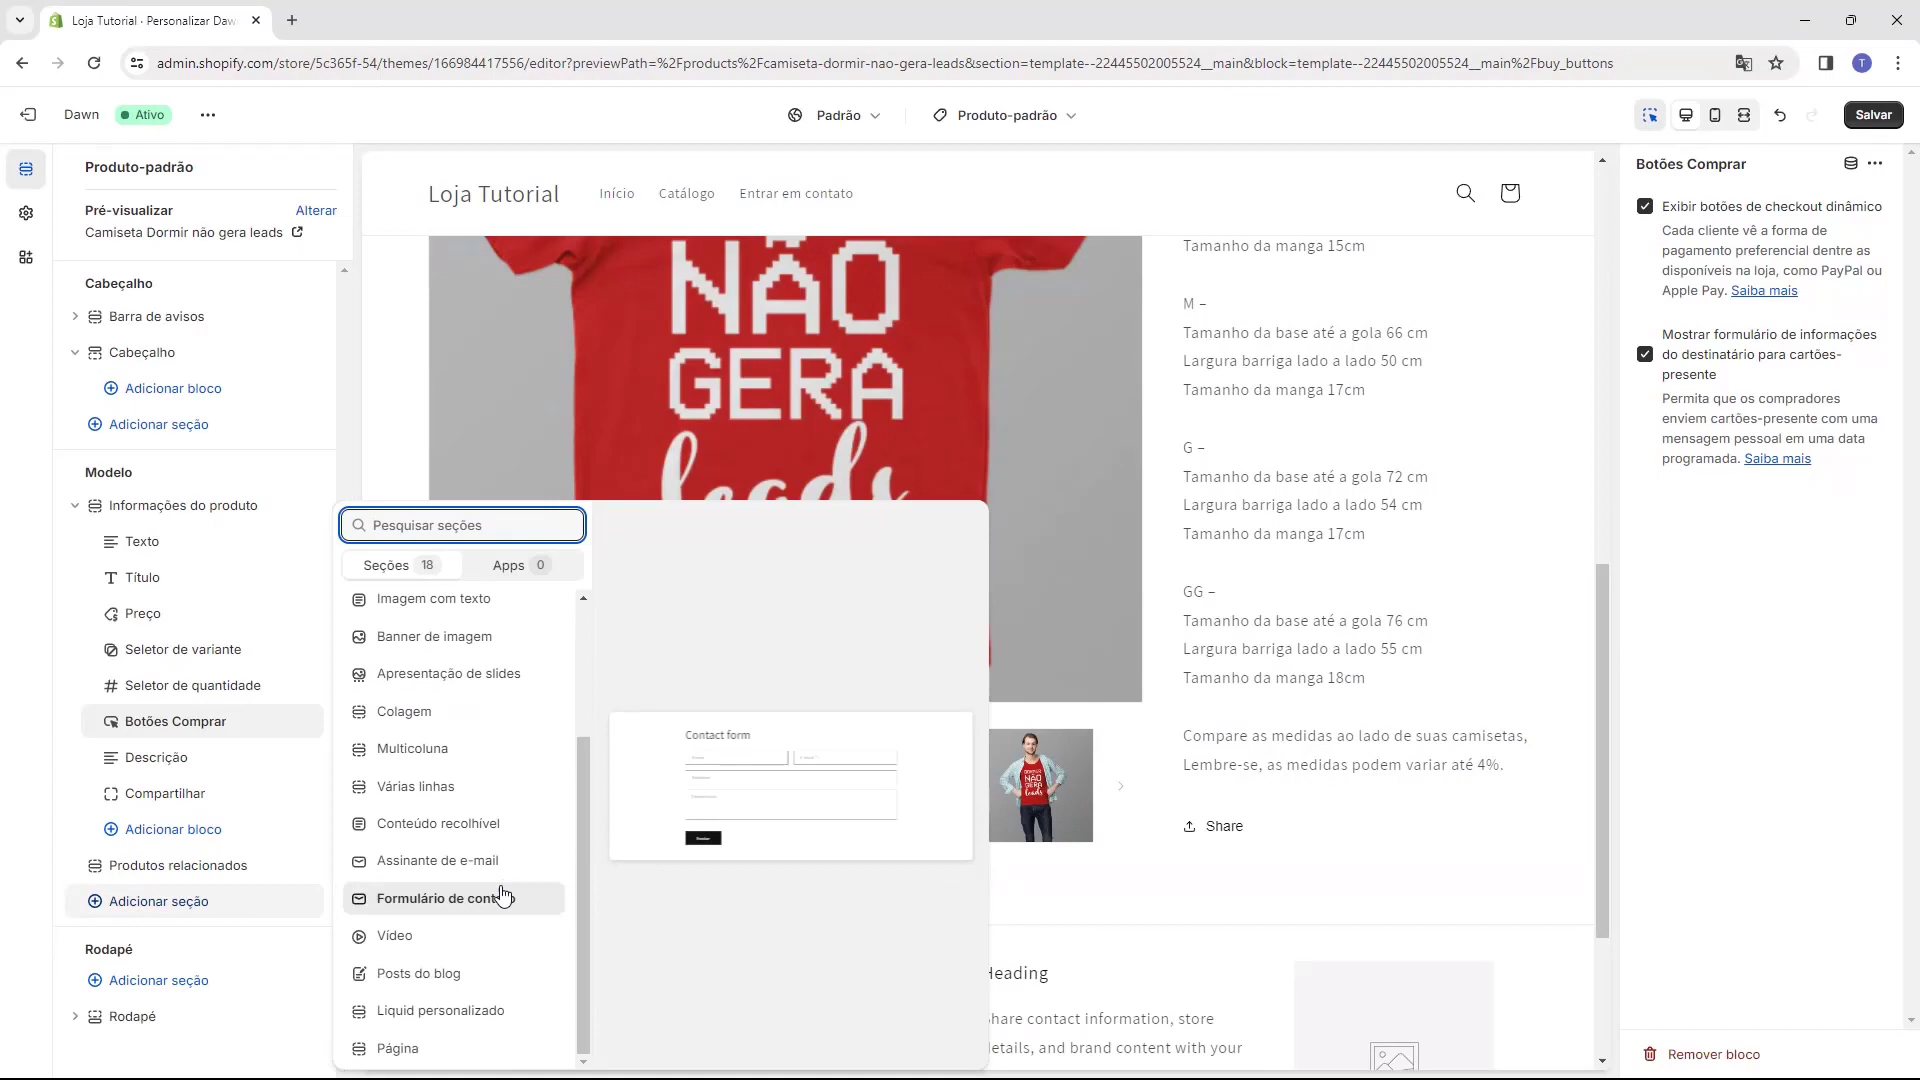 Loja Tutorial · Personalizar Daw
admin.shopify.com/store/5c365f-54/themes/166984417556/editor?previewPath=%2Fproducts%2Fcamiseta-dormir-nao-gera-leads&section=template--22445502005524__main&block=template--22445502005524__main%2Fbuy_buttons
T
Dawn
Ativo
Padrão
Produto-padrão
Salvar
Produto-padrão
Pré-visualizar
Alterar
Camiseta Dormir não gera leads
Cabeçalho
Barra de avisos
Cabeçalho
Adicionar bloco
Adicionar seção
Modelo
Informações do produto
Texto
Título
Preço
Seletor de variante
Seletor de quantidade
Botões Comprar
Descrição
Compartilhar
Adicionar bloco
Produtos relacionados
Adicionar seção
Rodapé
Adicionar seção
Rodapé
Pesquisar seções
Seções 18
Apps 0
Imagem com texto
Banner de imagem
Apresentação de slides
Colagem
Multicoluna
Várias linhas
Conteúdo recolhível
Assinante de e-mail
Formulário de cont
Vídeo
Posts do blog
Liquid personalizado
Página
Contact form
Loja Tutorial
Início
Catálogo
Entrar em contato
NÃO
GERA
leads
NÃO
GERA
leads
Tamanho da manga 15cm
M –
Tamanho da base até a gola 66 cm
Largura barriga lado a lado 50 cm
Tamanho da manga 17cm
G –
Tamanho da base até a gola 72 cm
Largura barriga lado a lado 54 cm
Tamanho da manga 17cm
GG –
Tamanho da base até a gola 76 cm
Largura barriga lado a lado 55 cm
Tamanho da manga 18cm
Compare as medidas ao lado de suas camisetas,
Lembre-se, as medidas podem variar até 4%.
Share
Heading
Share contact information, store
details, and brand content with your
Botões Comprar
Exibir botões de checkout dinâmico
Cada cliente vê a forma de
pagamento preferencial dentre as
disponíveis na loja, como PayPal ou
Apple Pay. Saiba mais
Mostrar formulário de informações
do destinatário para cartões-
presente
Permita que os compradores
enviem cartões-presente com uma
mensagem pessoal em uma data
programada. Saiba mais
Remover bloco